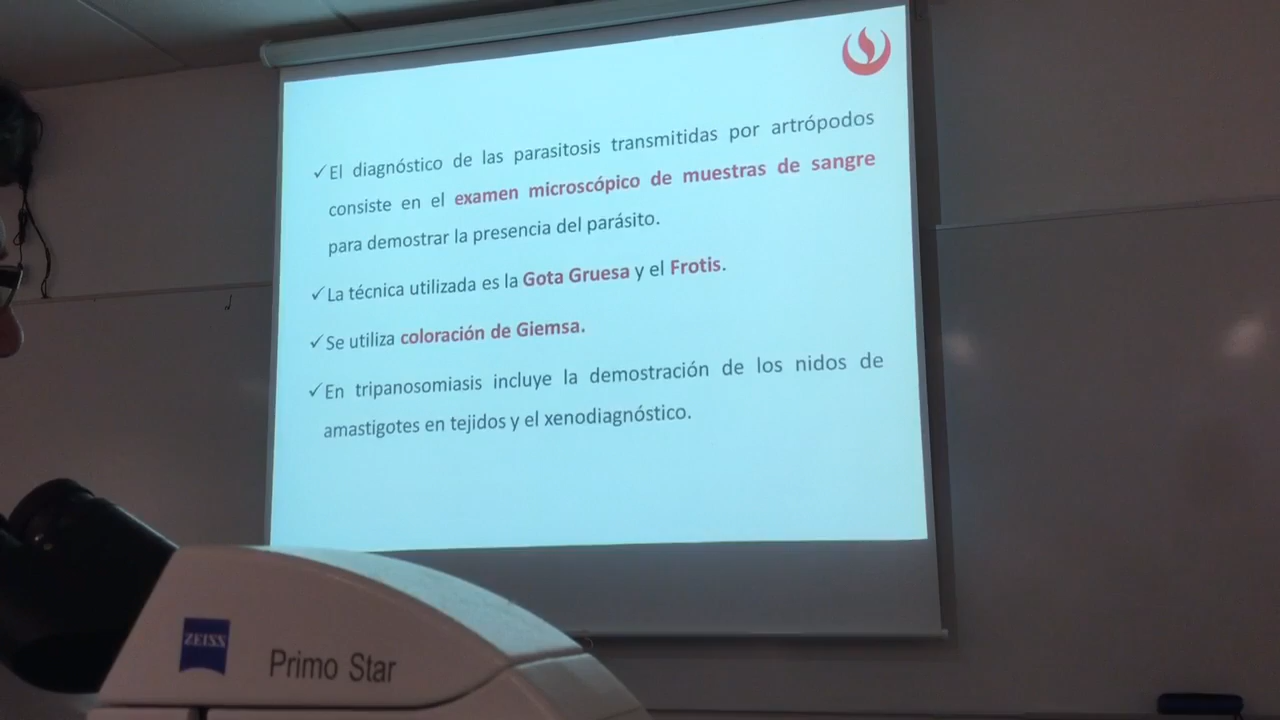 ✓El diagnóstico de las parasitosis transmitidas por artrópodos
consiste en el examen microscópico de muestras de sangre
para demostrar la presencia del parásito.
✓La técnica utilizada es la Gota Gruesa y el Frotis.
✓Se utiliza coloración de Giemsa.
✓En tripanosomiasis incluye la demostración de los nidos de
amastigotes en tejidos y el xenodiagnóstico.
ZEISS
Primo Star